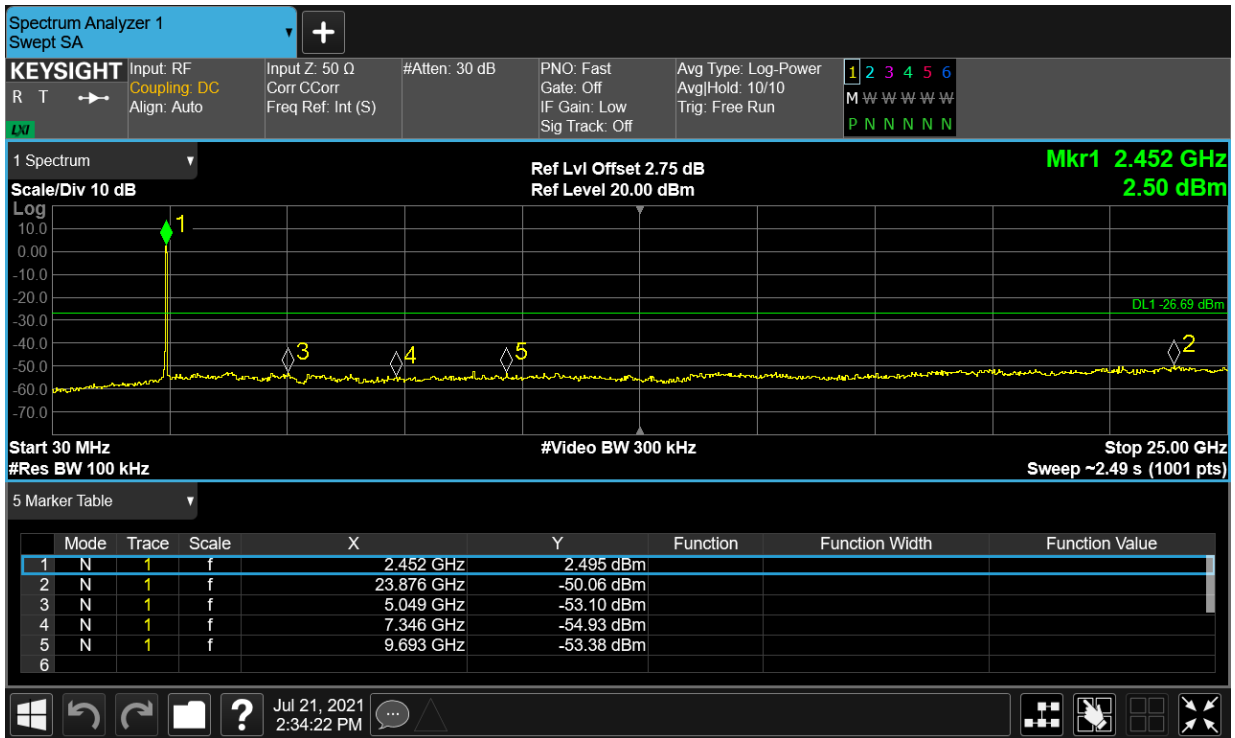 Spectrum Analyzer 1
Swept SA
KEYSIGHT
R T
LXI
Input: RF
Coupling: DC
Align: Auto
Input Z: 50 Ω
Corr CCorr
Freq Ref: Int (S)
#Atten: 30 dB
PNO: Fast
Gate: Off
IF Gain: Low
Sig Track: Off
Avg Type: Log-Power
Avg|Hold: 10/10
Trig: Free Run
1 2 3 4 5 6
M W W W W W
P N N N N N
1 Spectrum
Scale/Div 10 dB
Log
Ref Lvl Offset 2.75 dB
Ref Level 20.00 dBm
Mkr1 2.452 GHz
2.50 dBm
10.0
0.00
-10.0
-20.0
-30.0
-40.0
-50.0
-60.0
-70.0
1
3
4
5
2
DL1 -26.69 dBm
Start 30 MHz
#Res BW 100 kHz
#Video BW 300 kHz
Stop 25.00 GHz
Sweep ~2.49 s (1001 pts)
5 Marker Table
Mode Trace Scale X Y Function Function Width Function Value
1 N 1 f 2.452 GHz 2.495 dBm
2 N 1 f 23.876 GHz -50.06 dBm
3 N 1 f 5.049 GHz -53.10 dBm
4 N 1 f 7.346 GHz -54.93 dBm
5 N 1 f 9.693 GHz -53.38 dBm
6
?
Jul 21, 2021
2:34:22 PM